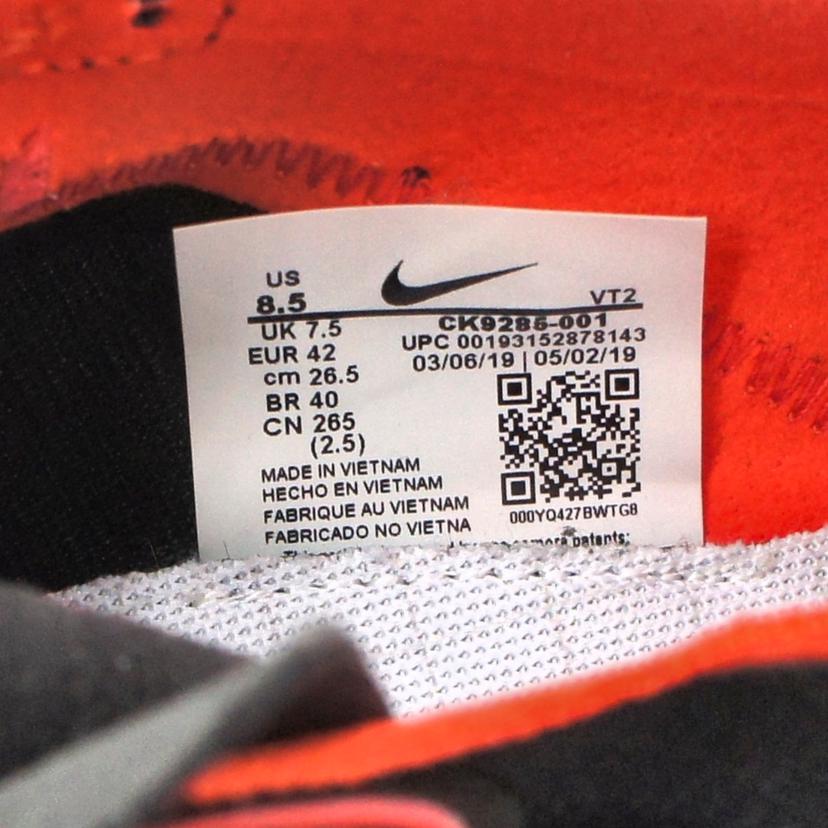 US
8.5
VT2
UK 7.5
CK9285-001
EUR 42
UPC 00193152878143
cm 26.5
03/06/19 | 05/02/19
BR 40
CN 265
(2.5)
MADE IN VIETNAM
HECHO EN VIETNAM
FABRIQUE AU VIETNAM
FABRICADO NO VIETNA
000YQ427BWTG8
more patents: